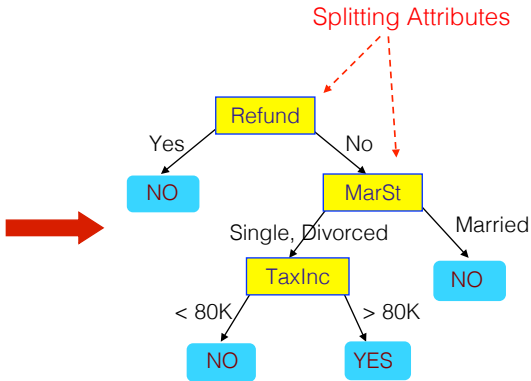 Splitting Attributes
Refund
Yes
No
NO
MarSt
Single, Divorced
Married
TaxInc
NO
< 80K
> 80K
NO
YES